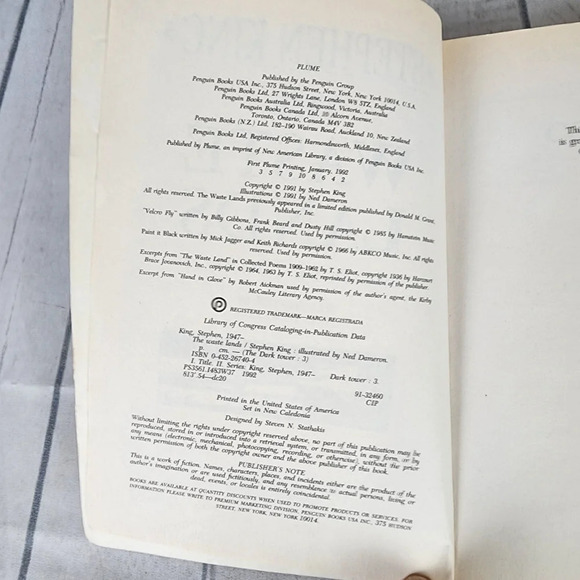 STEPHEN KING
PLUME
Published by the Penguin Group
Penguin Books USA Inc., 375 Hudson Street, New York, New York 10014, U.S.A.
Penguin Books Ltd, 27 Wrights Lane, London W8 5TZ, England
Penguin Books Australia Ltd, Ringwood, Victoria, Australia
Penguin Books Canada Ltd, 10 Alcorn Avenue,
Toronto, Ontario, Canada M4V 3B2
Penguin Books (N.Z.) Ltd, 182–190 Wairau Road, Auckland 10, New Zealand
Penguin Books Ltd, Registered Offices: Harmondsworth, Middlesex, England
Published by Plume, an imprint of New American Library, a division of Penguin Books USA Inc.
First Plume Printing, January, 1992
3 5 7 9 10 8 6 4 2
Copyright © 1991 by Stephen King
Illustrations © 1991 by Ned Dameron
All rights reserved. The Waste Lands previously appeared in a limited edition published by Donald M. Grant,
Publisher, Inc.
"Velcro Fly" written by Billy Gibbons, Frank Beard and Dusty Hill copyright © 1985 by Hamstein Music
Co. All rights reserved. Used by permission.
Paint it Black written by Mick Jagger and Keith Richards copyright © 1966 by ABKCO Music, Inc. All rights
reserved. Used by permission.
Excerpts from "The Waste Land" in Collected Poems 1909–1962 by T. S. Eliot, copyright 1936 by Harcourt
Brace Jovanovich, Inc., copyright © 1964, 1963 by T. S. Eliot, reprinted by permission of the publisher
Excerpt from "Hand in Glove" by Robert Aickman used by permission of the author's agent, the Kirby
McCauley Literary Agency.
REGISTERED TRADEMARK—MARCA REGISTRADA
Library of Congress Cataloging-in-Publication Data
King, Stephen, 1947–
The waste lands / Stephen King : illustrated by Ned Dameron.
p. cm. — (The Dark tower : 3)
ISBN 0-452-26740-4
I. Title. II. Series: King, Stephen, 1947– Dark tower : 3.
PS3561.I483W37 1992
813'.54—dc20 91-32460
CIP
Printed in the United States of America
Set in New Caledonia
Designed by Steven N. Stathakis
Without limiting the rights under copyright reserved above, no part of this publication may be
reproduced, stored in or introduced into a retrieval system, or transmitted, in any form, or by
any means (electronic, mechanical, photocopying, recording, or otherwise), without the prior
written permission of both the copyright owner and the above publisher of this book.
PUBLISHER'S NOTE
This is a work of fiction. Names, characters, places, and incidents either are the product of the
author's imagination or are used fictitiously, and any resemblance to actual persons, living or
dead, events, or locales is entirely coincidental.
BOOKS ARE AVAILABLE AT QUANTITY DISCOUNTS WHEN USED TO PROMOTE PRODUCTS OR SERVICES. FOR
INFORMATION PLEASE WRITE TO PREMIUM MARKETING DIVISION, PENGUIN BOOKS USA INC., 375 HUDSON
STREET, NEW YORK, NEW YORK 10014.